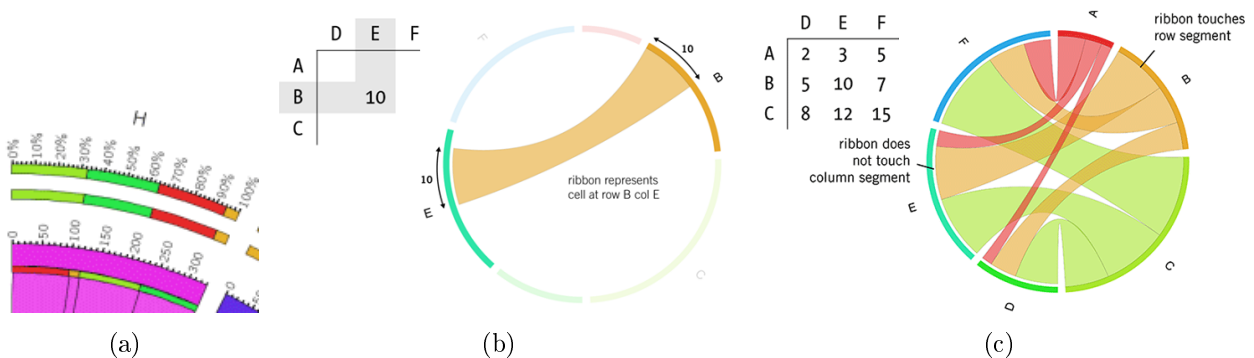 H
0% 10% 20% 30% 40% 50% 60% 70% 80% 90% 100%
0 50 100 150 200 250 300
0
(a)
D E F
A
B 10
C
F
10
B
10
E
C
ribbon represents
cell at row B col E
(b)
D E F
A 2 3 5
B 5 10 7
C 8 12 15
A
ribbon touches
row segment
F
B
ribbon does
not touch
column segment
E
C
D
(c)